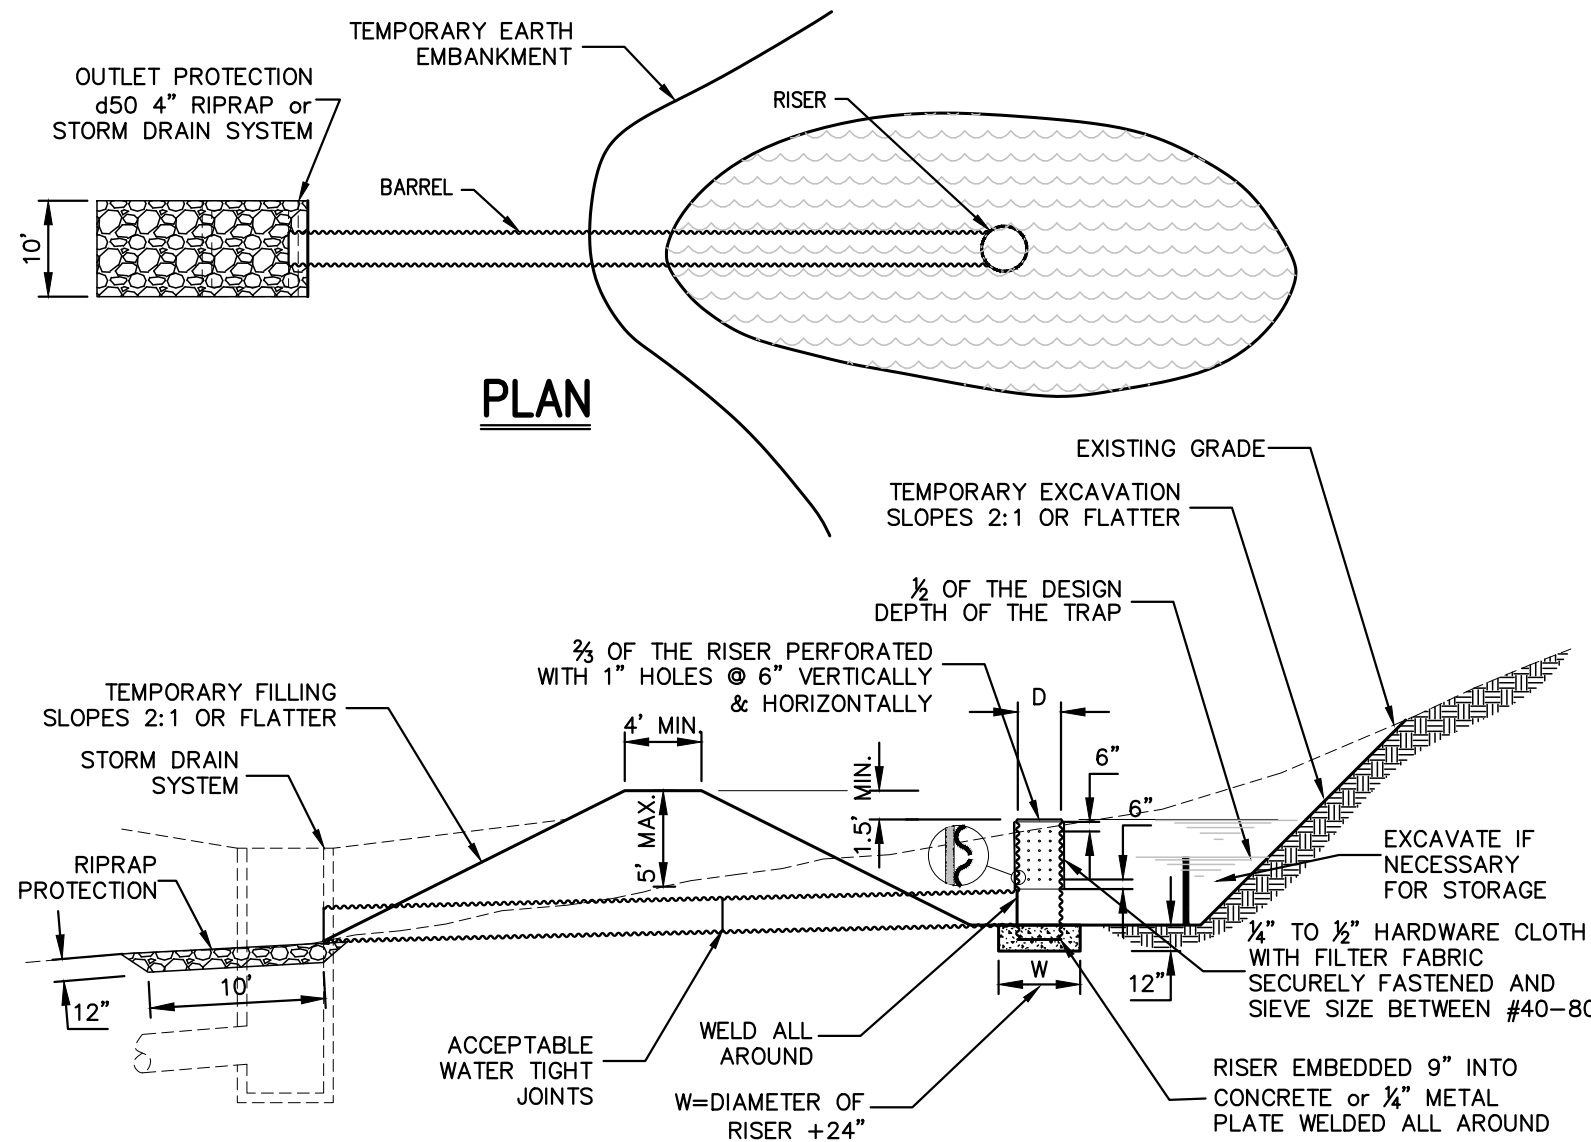 TEMPORARY EARTH
EMBANKMENT
OUTLET PROTECTION
d50 4" RIPRAP or
STORM DRAIN SYSTEM
RISER
BARREL
10'
PLAN
EXISTING GRADE
TEMPORARY EXCAVATION
SLOPES 2:1 OR FLATTER
½ OF THE DESIGN
DEPTH OF THE TRAP
⅔ OF THE RISER PERFORATED
WITH 1" HOLES @ 6" VERTICALLY
& HORIZONTALLY
TEMPORARY FILLING
SLOPES 2:1 OR FLATTER
D
4' MIN.
STORM DRAIN
SYSTEM
6"
1.5' MIN.
6"
5' MAX.
EXCAVATE IF
NECESSARY
FOR STORAGE
RIPRAP
PROTECTION
¼" TO ½" HARDWARE CLOTH
WITH FILTER FABRIC
SECURELY FASTENED AND
SIEVE SIZE BETWEEN #40-80
10'
12"
W
12"
WELD ALL
AROUND
ACCEPTABLE
WATER TIGHT
JOINTS
RISER EMBEDDED 9" INTO
CONCRETE or ¼" METAL
PLATE WELDED ALL AROUND
W=DIAMETER OF
RISER +24"